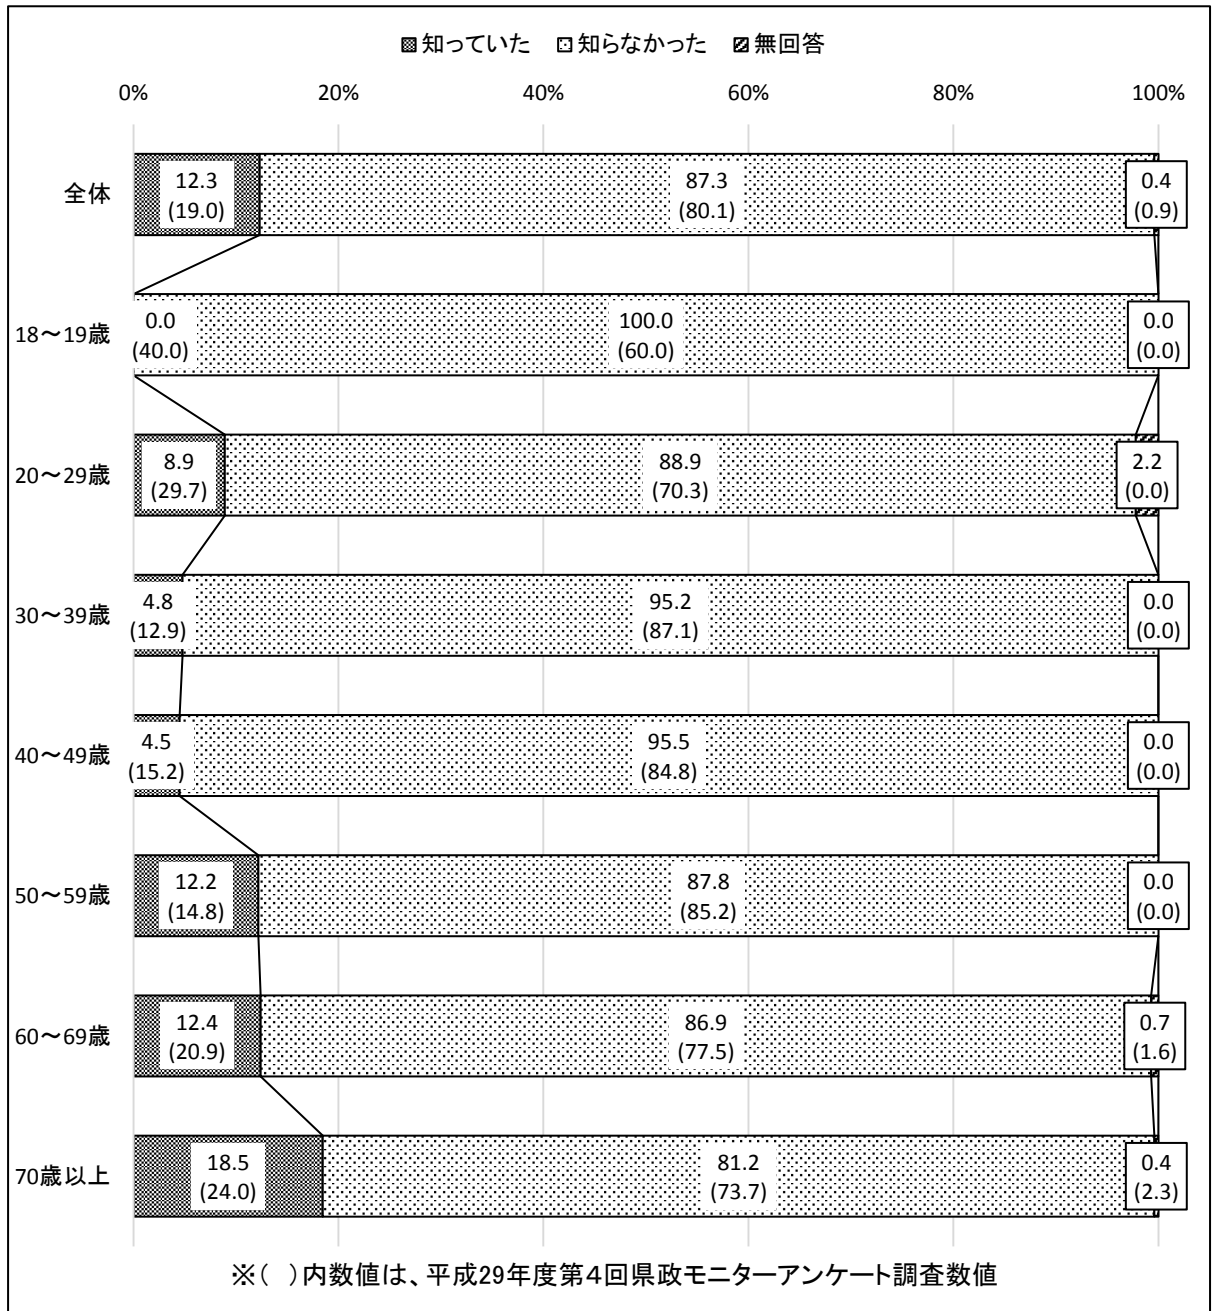 知っていた 知らなかった 無回答
0% 20% 40% 60% 80% 100%
全体 12.3 87.3 0.4
(19.0) (80.1) (0.9)
18～19歳 0.0 100.0 0.0
(40.0) (60.0) (0.0)
20～29歳 8.9 88.9 2.2
(29.7) (70.3) (0.0)
30～39歳 4.8 95.2 0.0
(12.9) (87.1) (0.0)
40～49歳 4.5 95.5 0.0
(15.2) (84.8) (0.0)
50～59歳 12.2 87.8 0.0
(14.8) (85.2) (0.0)
60～69歳 12.4 86.9 0.7
(20.9) (77.5) (1.6)
70歳以上 18.5 81.2 0.4
(24.0) (73.7) (2.3)
※（　）内数値は、平成29年度第４回県政モニターアンケート調査数値